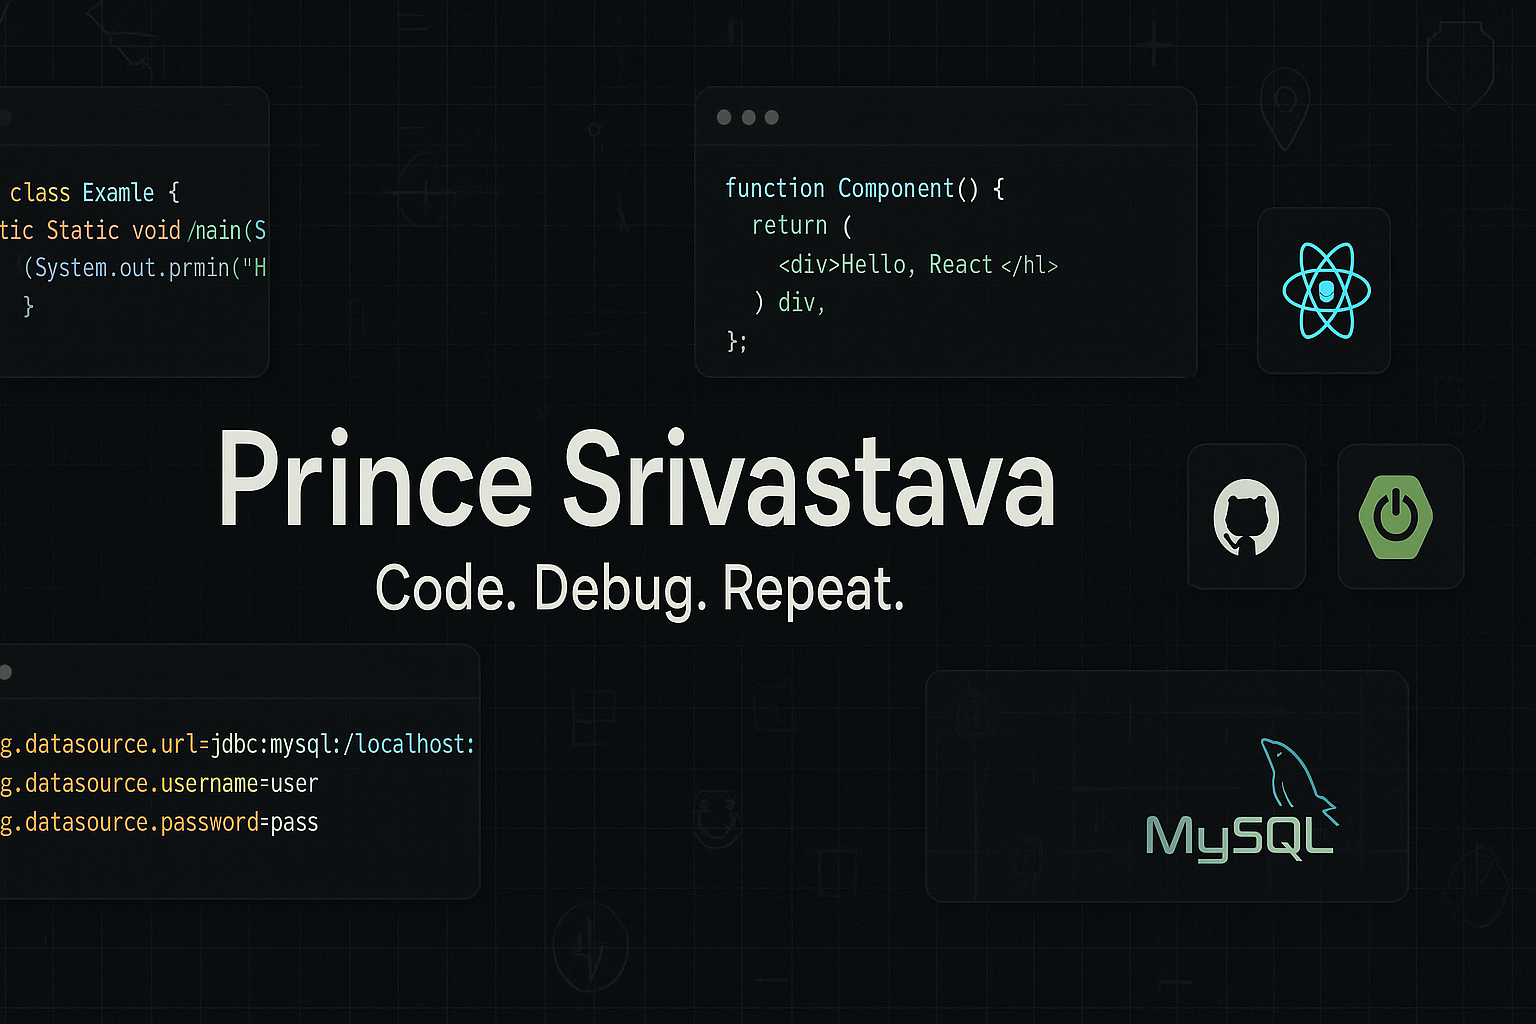 class Examle {
tic Static void /nain(S
(System.out.prmin("H
}
function Component() {
return (
<div>Hello, React </hl>
) div,
};
Prince Srivastava
Code. Debug. Repeat.
g.datasource.url=jdbc:mysql:/localhost:
g.datasource.username=user
g.datasource.password=pass
MySQL